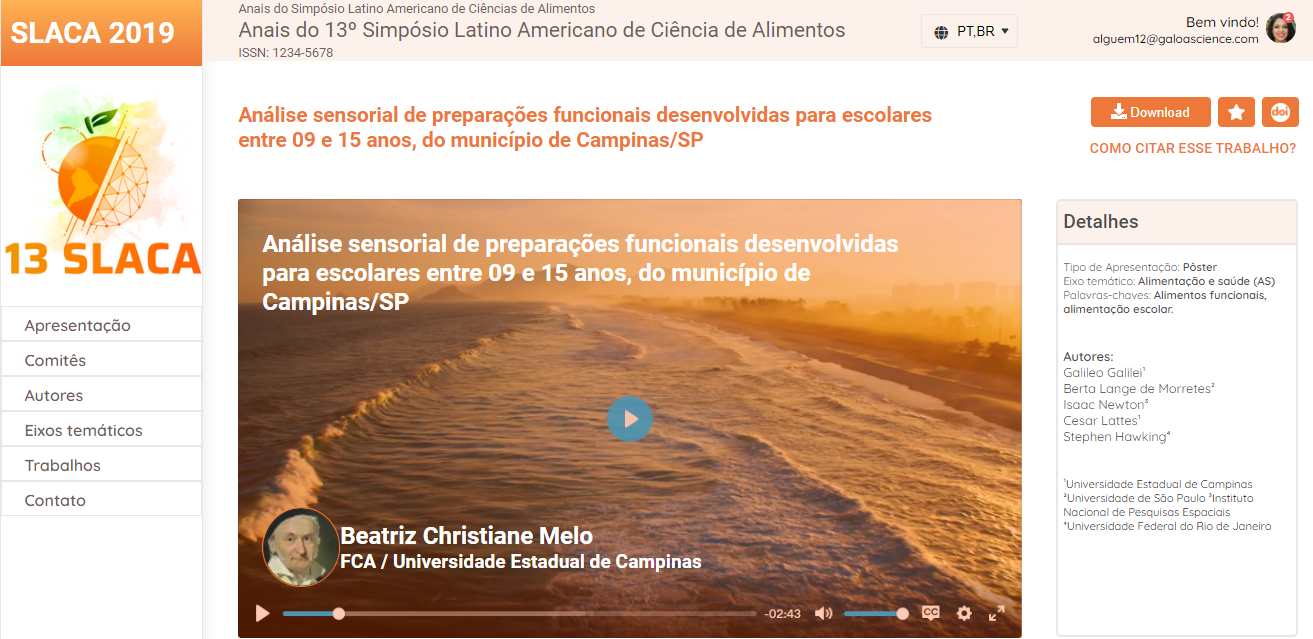 SLACA 2019
Anais do Simpósio Latino Americano de Ciências de Alimentos
Anais do 13º Simpósio Latino Americano de Ciência de Alimentos
ISSN: 1234-5678
PT,BR
Bem vindo!
alguem12@galoascience.com
2
13 SLACA
Apresentação
Comitês
Autores
Eixos temáticos
Trabalhos
Contato
Análise sensorial de preparações funcionais desenvolvidas para escolares
entre 09 e 15 anos, do município de Campinas/SP
Download
doi
COMO CITAR ESSE TRABALHO?
Análise sensorial de preparações funcionais desenvolvidas
para escolares entre 09 e 15 anos, do município de
Campinas/SP
Beatriz Christiane Melo
FCA / Universidade Estadual de Campinas
-02:43
CC
Detalhes
Tipo de Apresentação: Pôster
Eixo temático: Alimentação e saúde (AS)
Palavras-chaves: Alimentos funcionais,
alimentação escolar.
Autores:
Galileo Galilei¹
Berta Lange de Morretes²
Isaac Newton³
Cesar Lattes¹
Stephen Hawking⁴
¹Universidade Estadual de Campinas
²Universidade de São Paulo ³Instituto
Nacional de Pesquisas Espaciais
⁴Universidade Federal do Rio de Janeiro